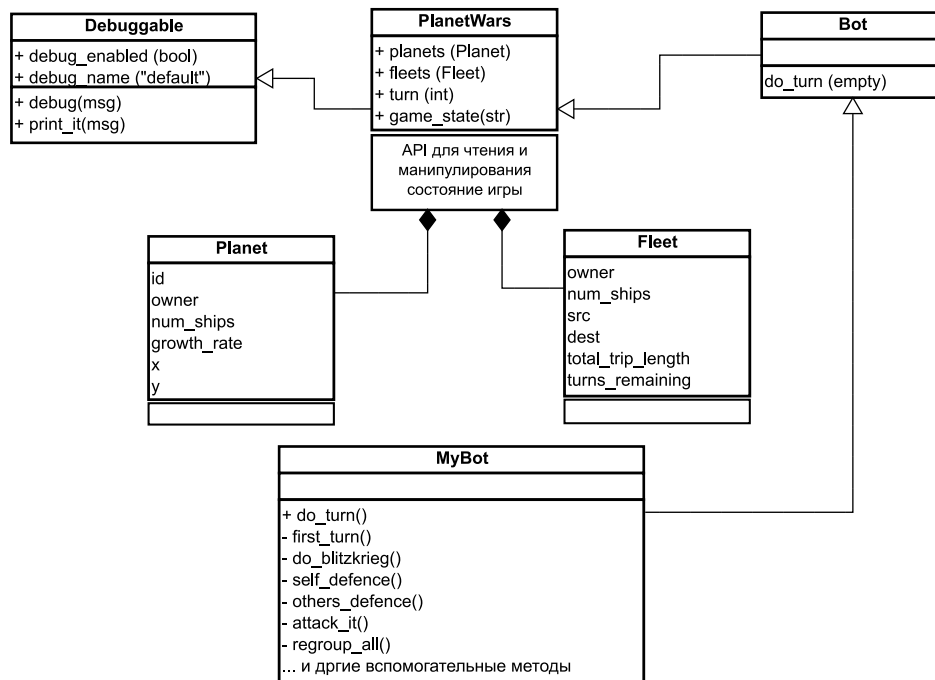 Debuggable
+ debug_enabled (bool)
+ debug_name ("default")
+ debug(msg)
+ print_it(msg)
PlanetWars
+ planets (Planet)
+ fleets (Fleet)
+ turn (int)
+ game_state(str)
API для чтения и
манипулирования
состояние игры
Bot
do_turn (empty)
Planet
id
owner
num_ships
growth_rate
x
y
Fleet
owner
num_ships
src
dest
total_trip_length
turns_remaining
MyBot
+ do_turn()
- first_turn()
- do_blitzkrieg()
- self_defence()
- others_defence()
- attack_it()
- regroup_all()
... и дргие вспомогательные методы